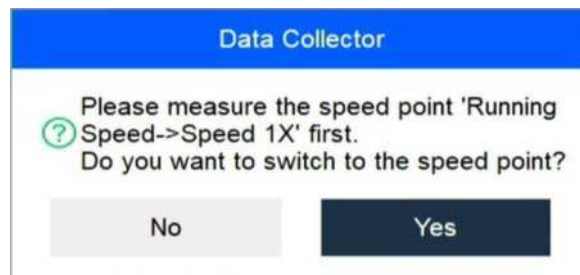 Data Collector
Please measure the speed point 'Running
Speed->Speed 1X' first.
Do you want to switch to the speed point?
No
Yes